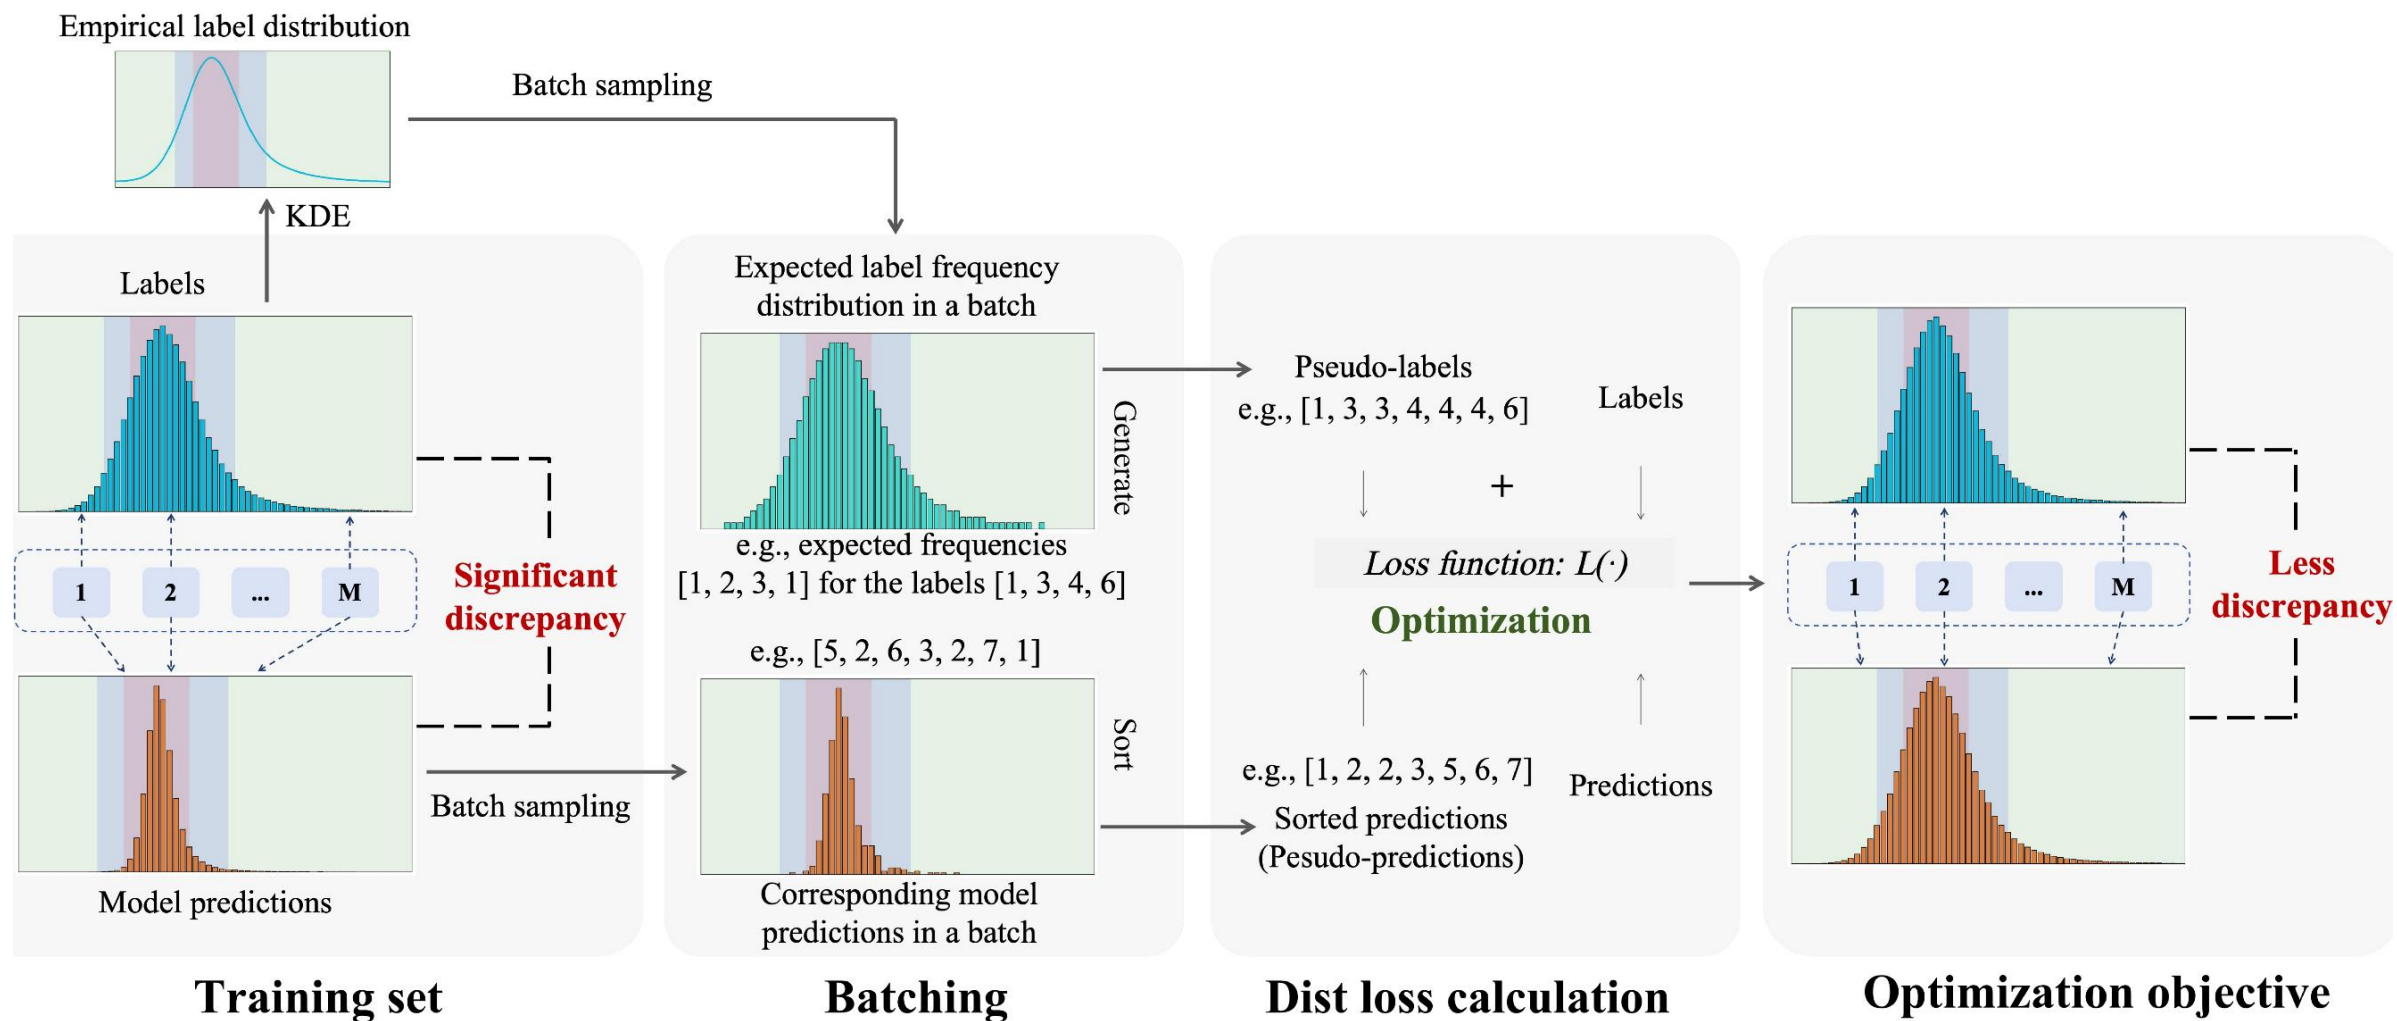 Empirical label distribution
Batch sampling
KDE
Labels
1
2
...
M
Significant
discrepancy
Model predictions
Batch sampling
Training set
Expected label frequency
distribution in a batch
Generate
e.g., expected frequencies
[1, 2, 3, 1] for the labels [1, 3, 4, 6]
e.g., [5, 2, 6, 3, 2, 7, 1]
Sort
Corresponding model
predictions in a batch
Batching
Pseudo-labels
e.g., [1, 3, 3, 4, 4, 4, 6]
Labels
+
Loss function: L(·)
Optimization
e.g., [1, 2, 2, 3, 5, 6, 7]
Predictions
Sorted predictions
(Pesudo-predictions)
Dist loss calculation
1
2
...
M
Less
discrepancy
Optimization objective